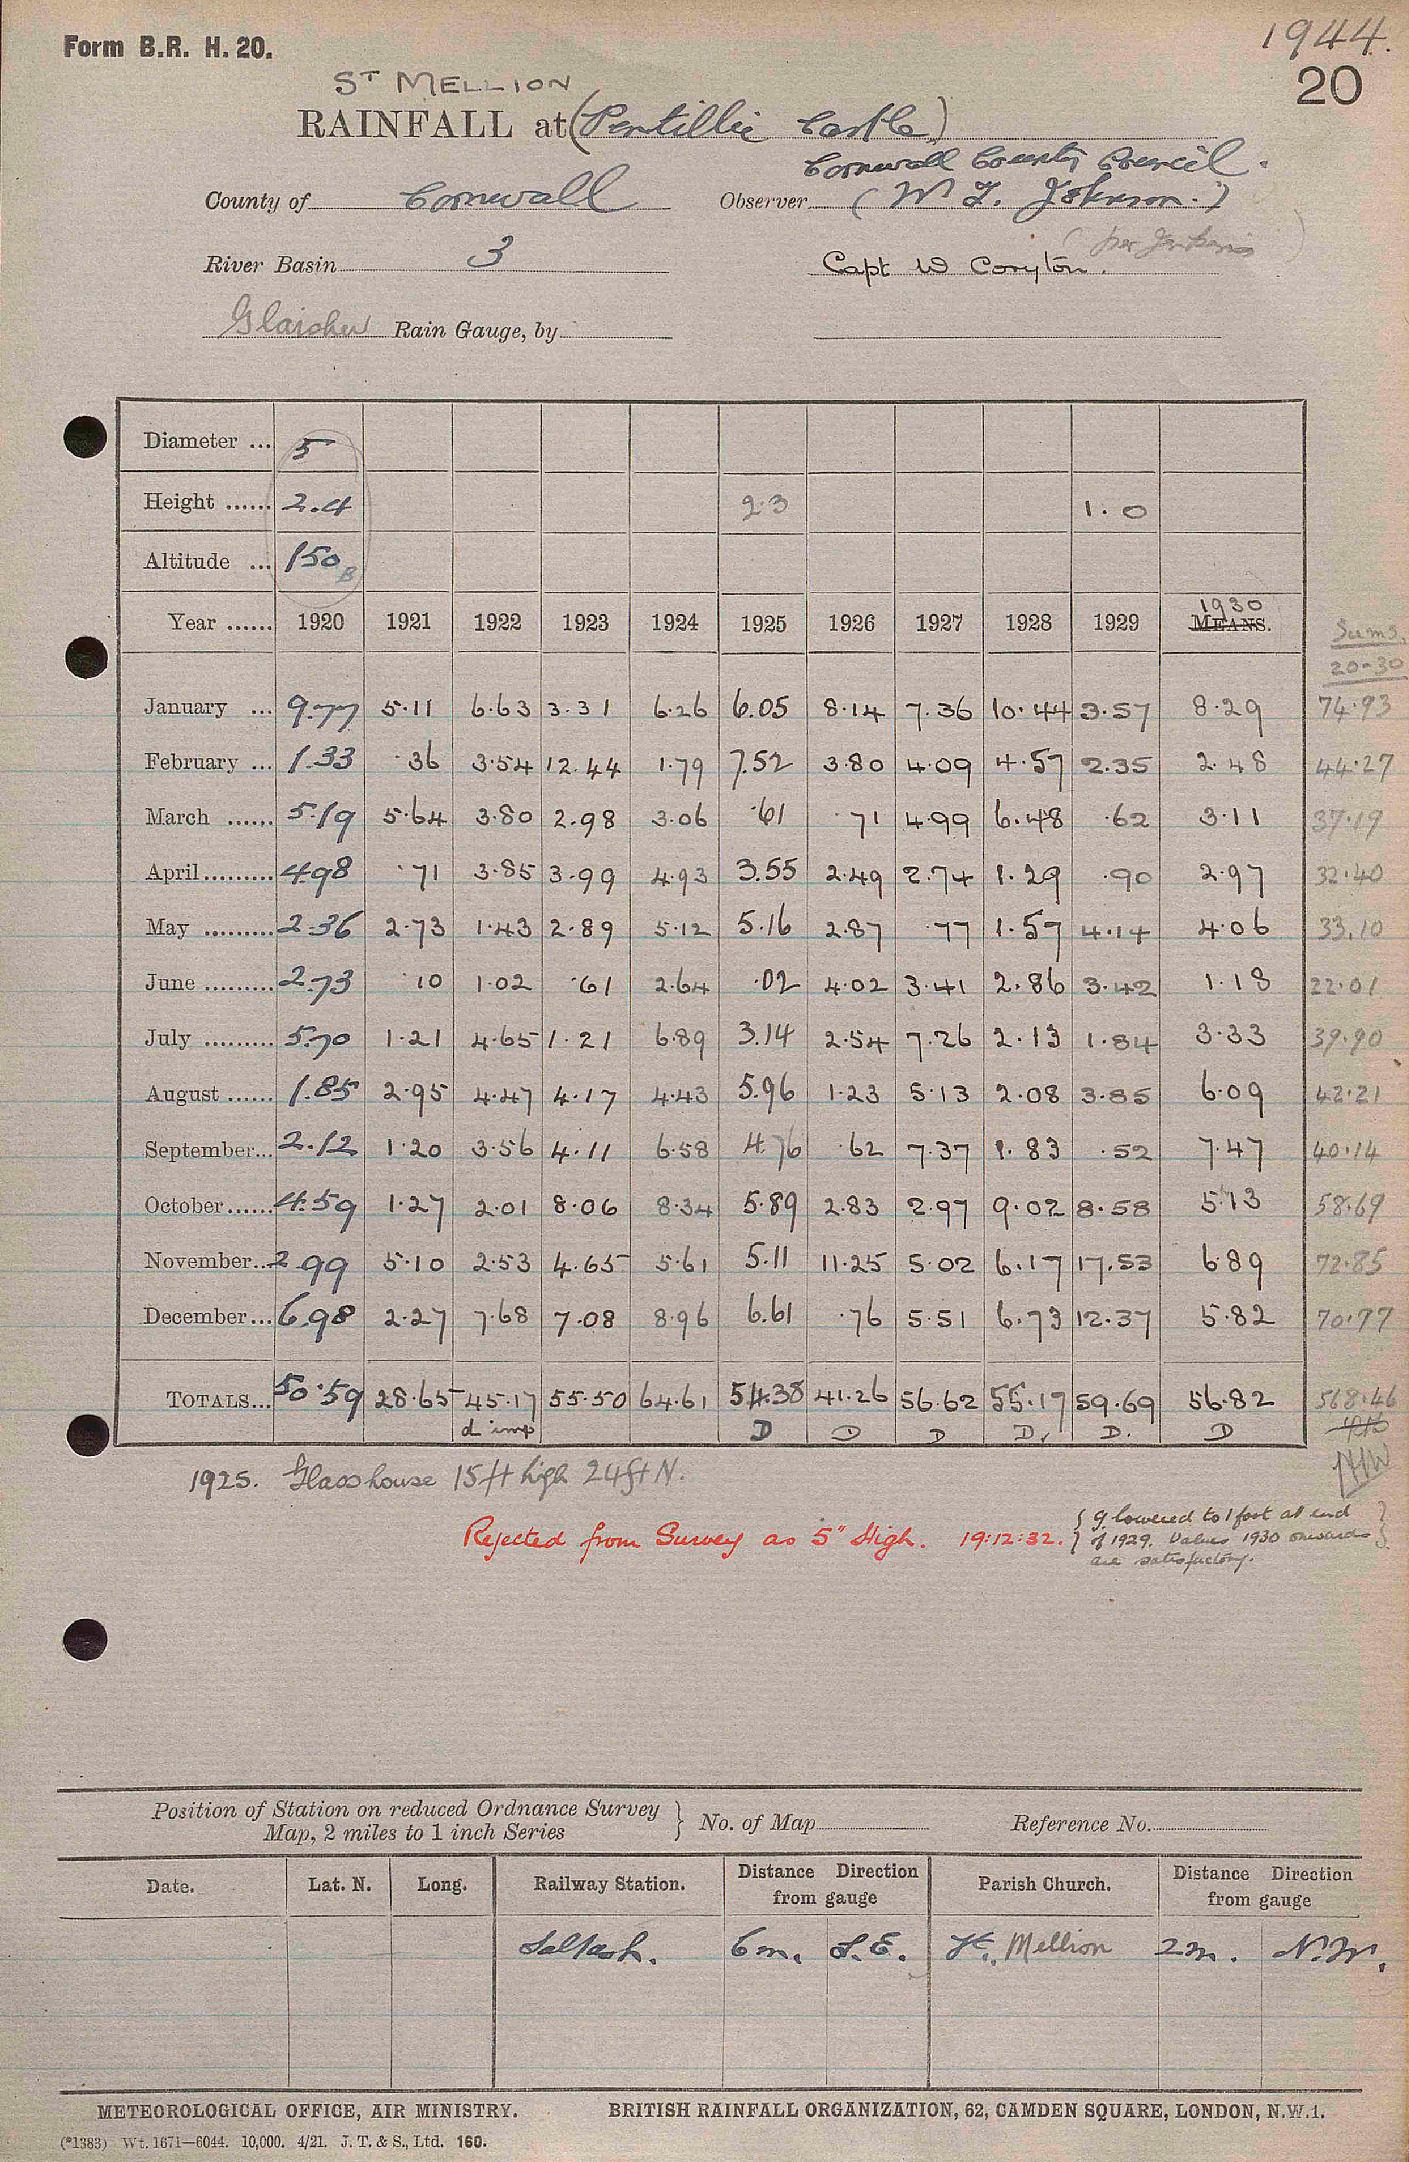 1944.
Form B.R. H. 20.
20
ST MELLION
RAINFALL at (Pentillie Castle)
Cornwall County Council.
County of Cornwall Observer (W. J. Johnson.)
River Basin 3 Capt W Coryton.
Glaisher Rain Gauge, by
Diameter ... 5
Height ...... 2.4 2.3 1.0
Altitude ... 150 B
1930
Year ...... 1920 1921 1922 1923 1924 1925 1926 1927 1928 1929 MEANS. Sums.
20-30
January ... 9.77 5.11 6.63 3.31 6.26 6.05 8.14 7.36 10.44 3.57 8.29 74.93
February ... 1.33 .36 3.54 12.44 1.79 7.52 3.80 4.09 4.57 2.35 2.48 44.27
March ...... 5.19 5.64 3.80 2.98 3.06 .61 .71 4.99 6.48 .62 3.11 37.19
April ......... 4.98 .71 3.85 3.99 4.93 3.55 2.49 2.74 1.29 .90 2.97 32.40
May ......... 2.36 2.73 1.43 2.89 5.12 5.16 2.87 .77 1.57 4.14 4.06 33.10
June ......... 2.73 .10 1.02 .61 2.64 .02 4.02 3.41 2.86 3.42 1.18 22.01
July ......... 5.70 1.21 4.65 1.21 6.89 3.14 2.54 7.26 2.13 1.84 3.33 39.90
August ...... 1.85 2.95 4.47 4.17 4.43 5.96 1.23 5.13 2.08 3.85 6.09 42.21
September... 2.12 1.20 3.56 4.11 6.58 4.76 .62 7.37 1.83 .52 7.47 40.14
October ...... 4.59 1.27 2.01 8.06 8.34 5.89 2.83 2.97 9.02 8.58 5.13 58.69
November... 2.99 5.10 2.53 4.65 5.61 5.11 11.25 5.02 6.17 17.53 6.89 72.85
December... 6.98 2.27 7.68 7.08 8.96 6.61 .76 5.51 6.73 12.37 5.82 70.77
TOTALS... 50.59 28.65 45.17 55.50 64.61 54.38 41.26 56.62 55.17 59.69 56.82 568.46
d imp D D D D. D. D
1925. Glasshouse 15ft high 24ft N.
Rejected from Survey as 5" High. 19:12:32.
{ g lowered to 1 foot at end
of 1929. Values 1930 onwards
are satisfactory. }
Position of Station on reduced Ordnance Survey
Map, 2 miles to 1 inch Series } No. of Map Reference No.
Date. Lat. N. Long. Railway Station. Distance Direction from gauge Parish Church. Distance Direction from gauge
Saltash. 6 m. S.E. St. Mellion 2 m. N.W.
METEOROLOGICAL OFFICE, AIR MINISTRY. BRITISH RAINFALL ORGANIZATION, 62, CAMDEN SQUARE, LONDON, N.W.1.
(*1383) Wt. 1671—6044. 10,000. 4/21. J. T. & S., Ltd. 160.